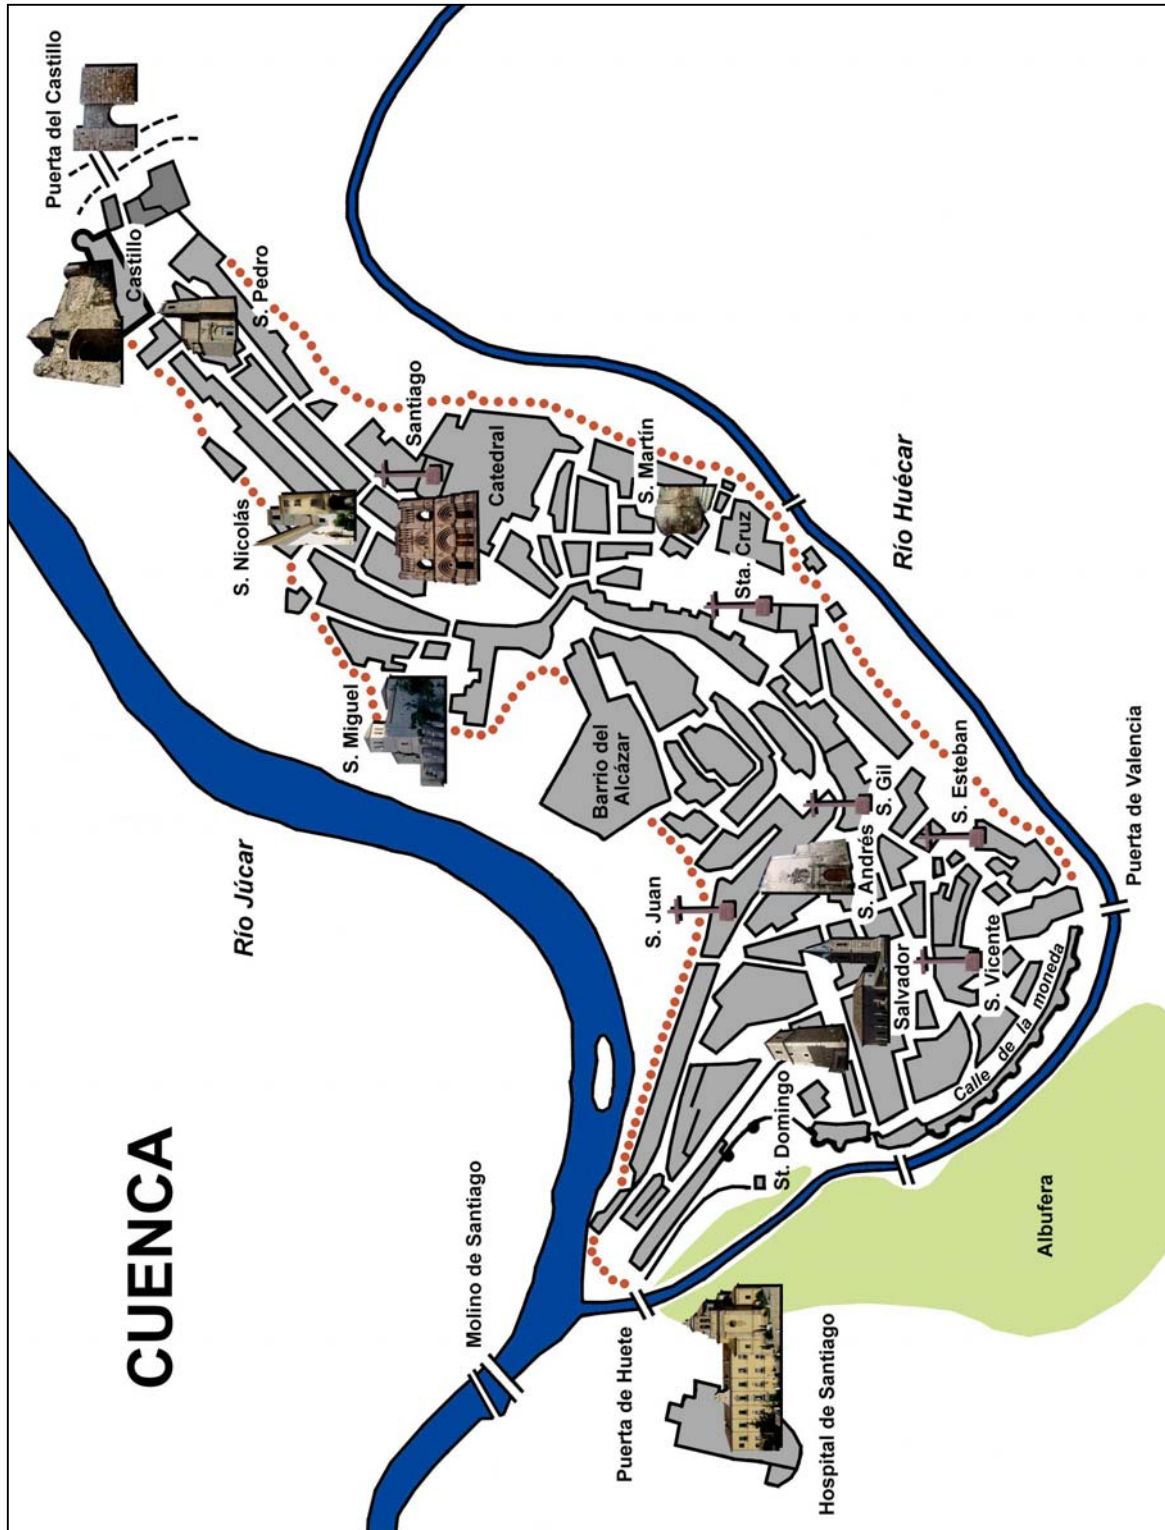 CUENCA
Río Júcar
Río Huécar
Puerta del Castillo
Castillo
S. Pedro
S. Nicolás
Santiago
Catedral
S. Miguel
S. Martín
Sta. Cruz
Barrio del
Alcázar
S. Juan
S. Gil
S. Andrés
S. Esteban
Salvador
S. Vicente
St. Domingo
Calle de la moneda
Puerta de Valencia
Molino de Santiago
Puerta de Huete
Hospital de Santiago
Albufera